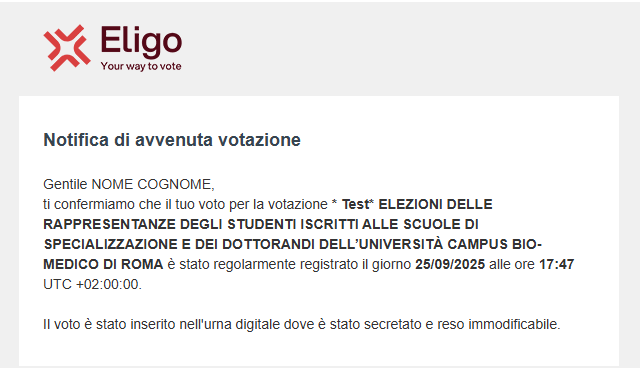 Eligo
Your way to vote
Notifica di avvenuta votazione
Gentile NOME COGNOME,
ti confermiamo che il tuo voto per la votazione * Test* ELEZIONI DELLE
RAPPRESENTANZE DEGLI STUDENTI ISCRITTI ALLE SCUOLE DI
SPECIALIZZAZIONE E DEI DOTTORANDI DELL’UNIVERSITÀ CAMPUS BIO-
MEDICO DI ROMA è stato regolarmente registrato il giorno 25/09/2025 alle ore 17:47
UTC +02:00:00.
Il voto è stato inserito nell'urna digitale dove è stato secretato e reso immodificabile.